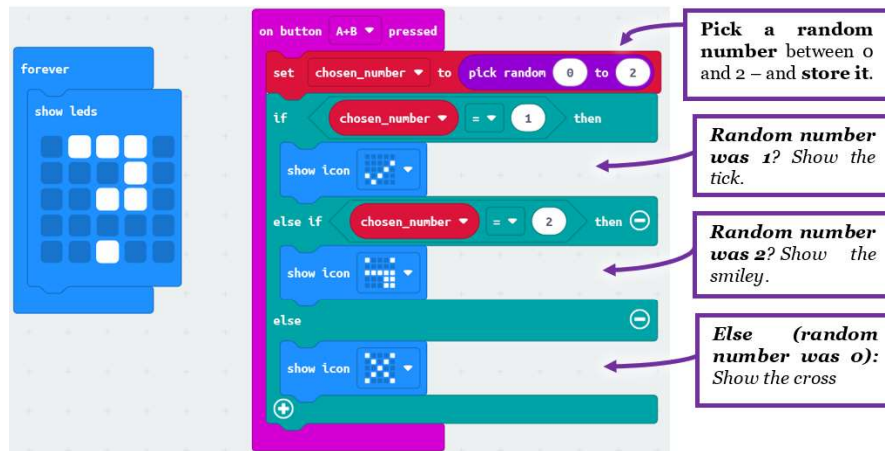 forever
show leds
on button A+B pressed
set chosen_number to pick random 0 to 2
if chosen_number = 1 then
show icon
else if chosen_number = 2 then
show icon
else
show icon
Pick a random
number between 0
and 2 – and store it.
Random number
was 1? Show the
tick.
Random number
was 2? Show the
smiley.
Else (random
number was 0):
Show the cross